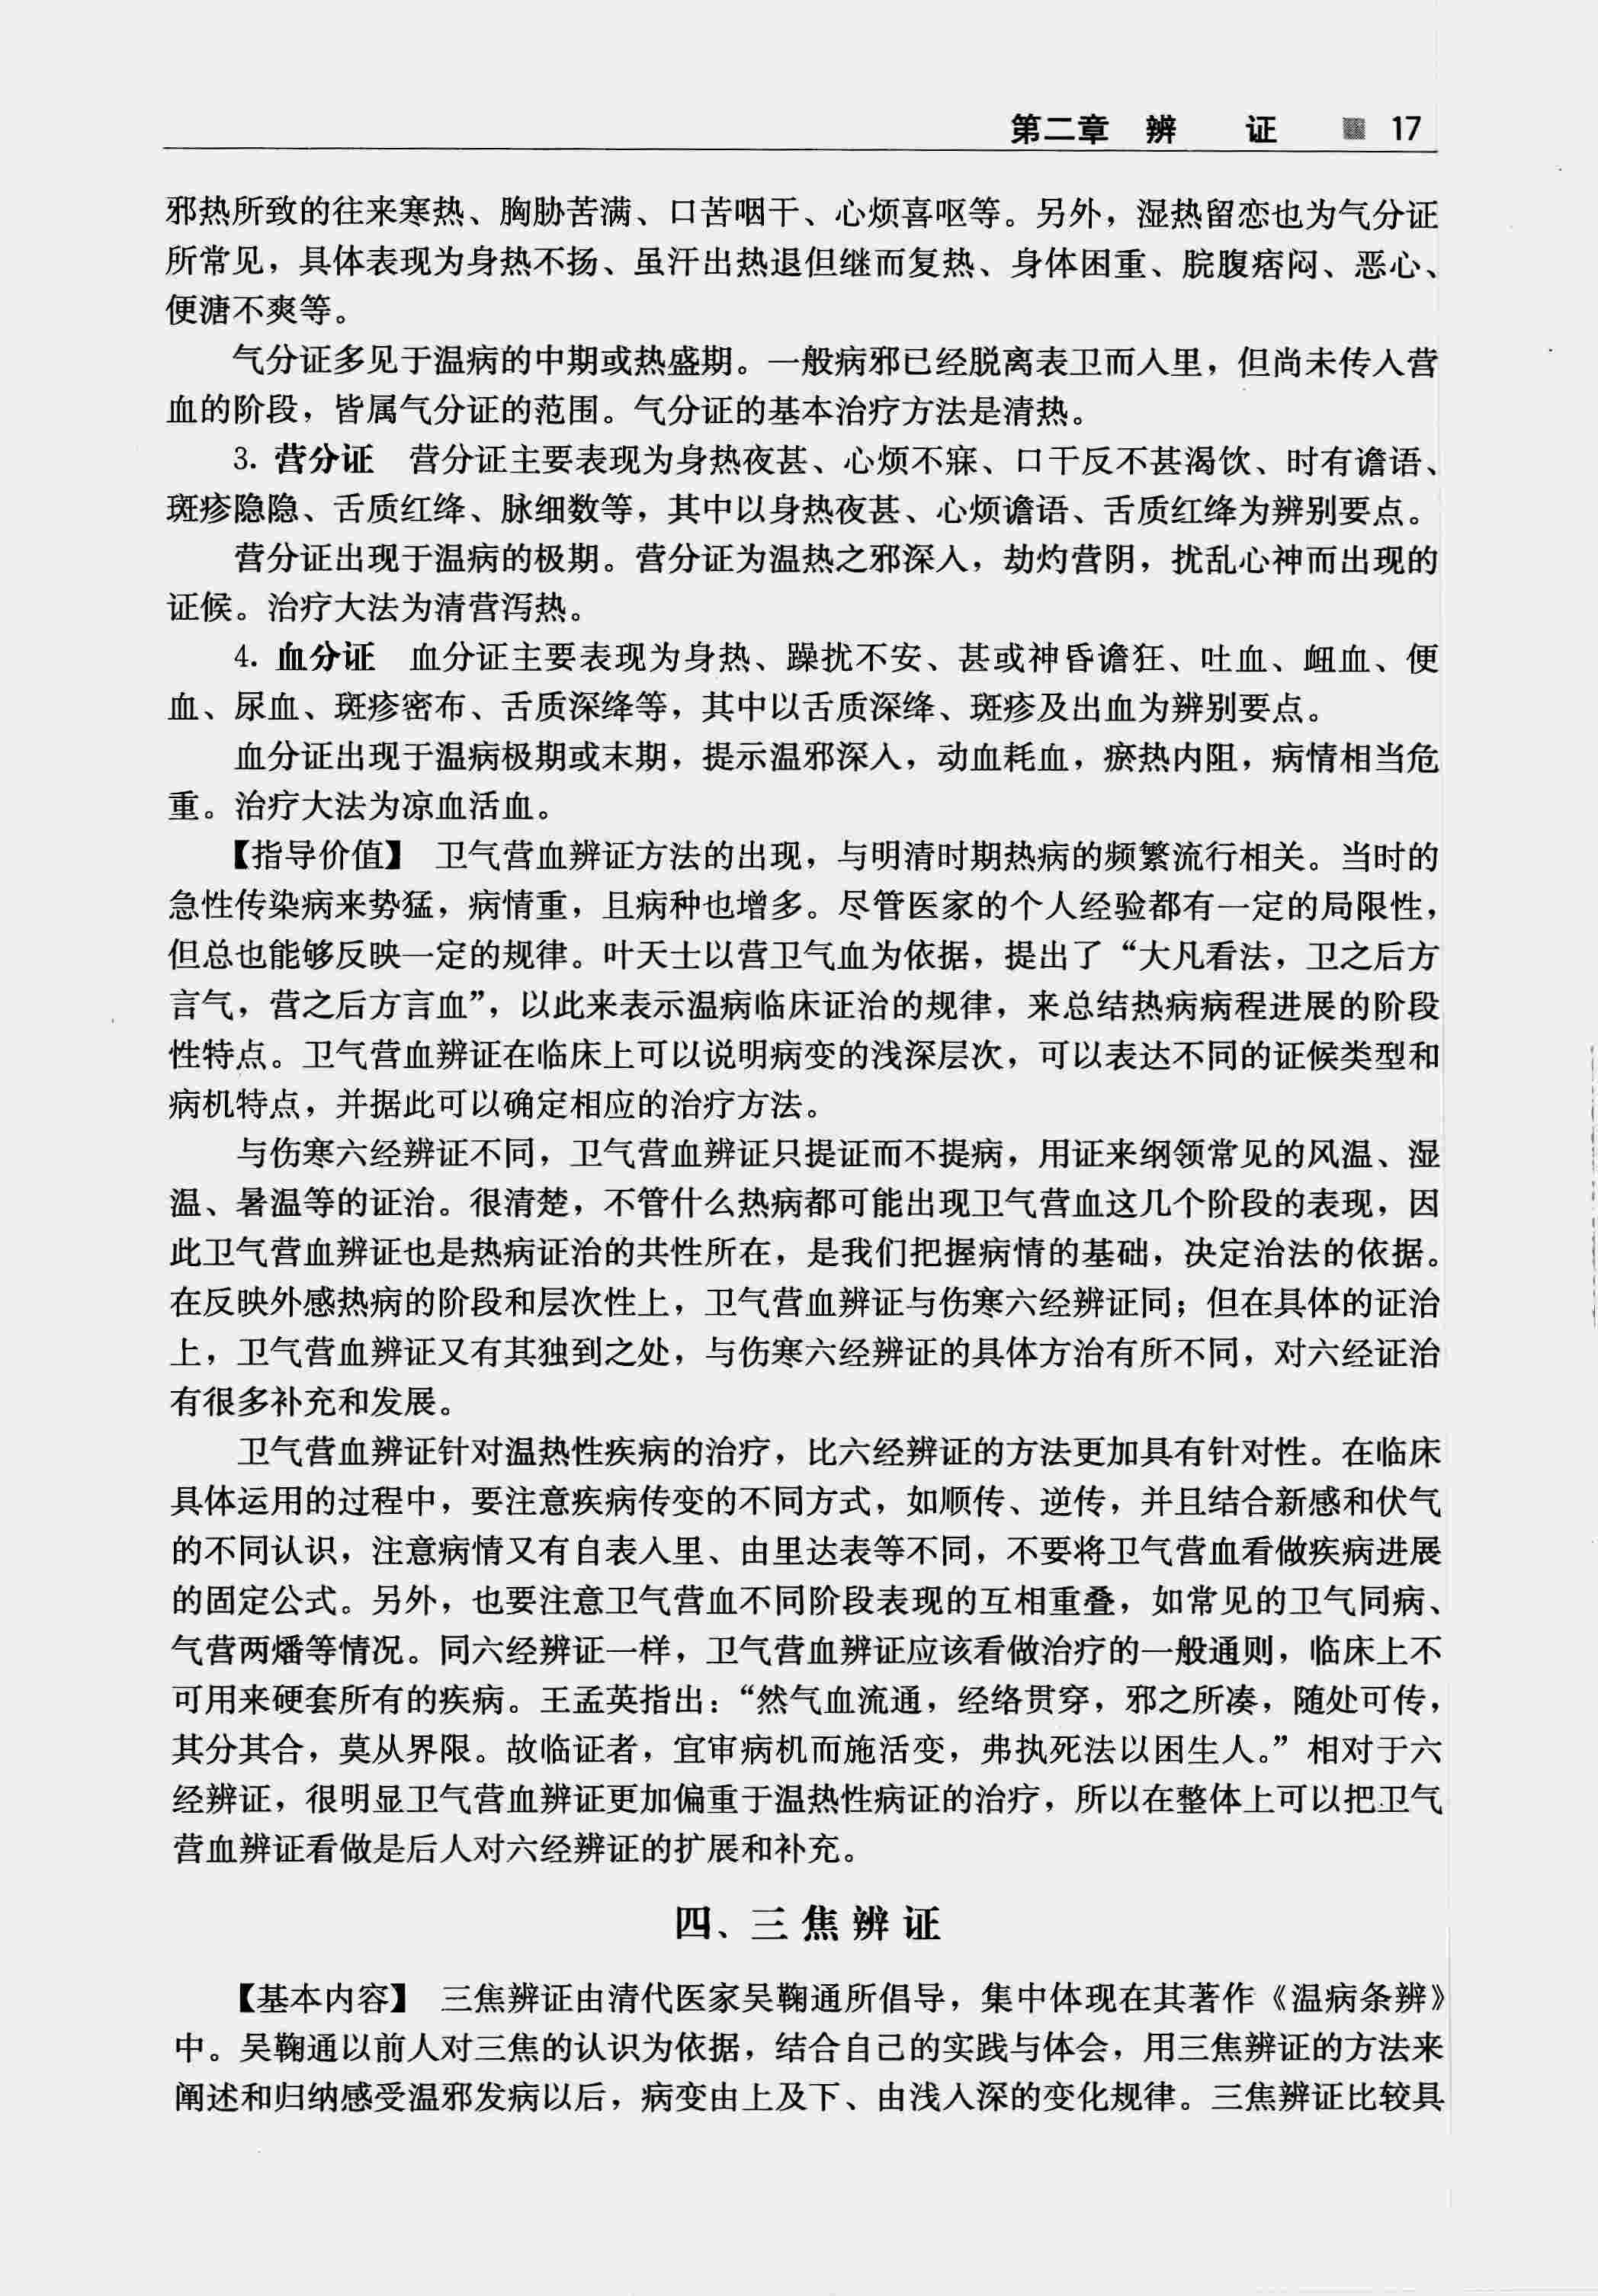 第二章 辨 证 17
邪热所致的往来寒热、胸胁苦满、口苦咽干、心烦喜呕等。另外，湿热留恋也为气分证
所常见，具体表现为身热不扬、虽汗出热退但继而复热、身体困重、脘腹痞闷、恶心、
便溏不爽等。
气分证多见于温病的中期或热盛期。一般病邪已经脱离表卫而入里，但尚未传入营
血的阶段，皆属气分证的范围。气分证的基本治疗方法是清热。
3. 营分证 营分证主要表现为身热夜甚、心烦不寐、口干反不甚渴饮、时有谵语、
斑疹隐隐、舌质红绛、脉细数等，其中以身热夜甚、心烦谵语、舌质红绛为辨别要点。
营分证出现于温病的极期。营分证为温热之邪深入，劫灼营阴，扰乱心神而出现的
证候。治疗大法为清营泻热。
4. 血分证 血分证主要表现为身热、躁扰不安、甚或神昏谵狂、吐血、衄血、便
血、尿血、斑疹密布、舌质深绛等，其中以舌质深绛、斑疹及出血为辨别要点。
血分证出现于温病极期或末期，提示温邪深入，动血耗血，瘀热内阻，病情相当危
重。治疗大法为凉血活血。
【指导价值】 卫气营血辨证方法的出现，与明清时期热病的频繁流行相关。当时的
急性传染病来势猛，病情重，且病种也增多。尽管医家的个人经验都有一定的局限性，
但总也能够反映一定的规律。叶天士以营卫气血为依据，提出了“大凡看法，卫之后方
言气，营之后方言血”，以此来表示温病临床证治的规律，来总结热病病程进展的阶段
性特点。卫气营血辨证在临床上可以说明病变的浅深层次，可以表达不同的证候类型和
病机特点，并据此可以确定相应的治疗方法。
与伤寒六经辨证不同，卫气营血辨证只提证而不提病，用证来纲领常见的风温、湿
温、暑温等的证治。很清楚，不管什么热病都可能出现卫气营血这几个阶段的表现，因
此卫气营血辨证也是热病证治的共性所在，是我们把握病情的基础，决定治法的依据。
在反映外感热病的阶段和层次性上，卫气营血辨证与伤寒六经辨证同；但在具体的证治
上，卫气营血辨证又有其独到之处，与伤寒六经辨证的具体方治有所不同，对六经证治
有很多补充和发展。
卫气营血辨证针对温热性疾病的治疗，比六经辨证的方法更加具有针对性。在临床
具体运用的过程中，要注意疾病传变的不同方式，如顺传、逆传，并且结合新感和伏气
的不同认识，注意病情又有自表入里、由里达表等不同，不要将卫气营血看做疾病进展
的固定公式。另外，也要注意卫气营血不同阶段表现的互相重叠，如常见的卫气同病、
气营两燔等情况。同六经辨证一样，卫气营血辨证应该看做治疗的一般通则，临床上不
可用来硬套所有的疾病。王孟英指出：“然气血流通，经络贯穿，邪之所凑，随处可传，
其分其合，莫从界限。故临证者，宜审病机而施活变，弗执死法以困生人。”相对于六
经辨证，很明显卫气营血辨证更加偏重于温热性病证的治疗，所以在整体上可以把卫气
营血辨证看做是后人对六经辨证的扩展和补充。
四、三焦辨证
【基本内容】 三焦辨证由清代医家吴鞠通所倡导，集中体现在其著作《温病条辨》
中。吴鞠通以前人对三焦的认识为依据，结合自己的实践与体会，用三焦辨证的方法来
阐述和归纳感受温邪发病以后，病变由上及下、由浅入深的变化规律。三焦辨证比较具